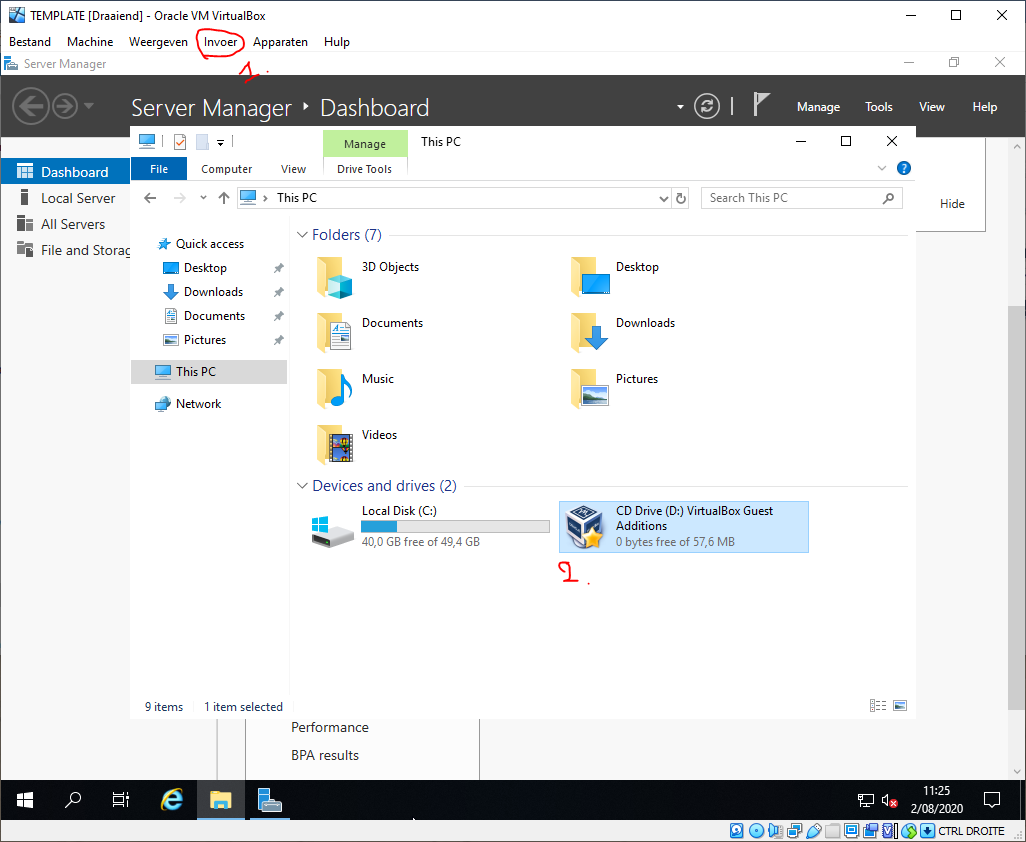 TEMPLATE [Draaiend] - Oracle VM VirtualBox
Bestand Machine Weergeven Invoer Apparaten Hulp
1.
Server Manager
Server Manager Dashboard
Manage Tools View Help
Manage This PC
File Computer View Drive Tools
This PC
Search This PC
Dashboard
Local Server
All Servers
File and Storag
Hide
Quick access
Desktop
Downloads
Documents
Pictures
This PC
Network
Folders (7)
3D Objects
Desktop
Documents
Downloads
Music
Pictures
Videos
Devices and drives (2)
Local Disk (C:)
40,0 GB free of 49,4 GB
CD Drive (D:) VirtualBox Guest
Additions
0 bytes free of 57,6 MB
2.
9 items 1 item selected
Performance
BPA results
11:25
2/08/2020
CTRL DROITE